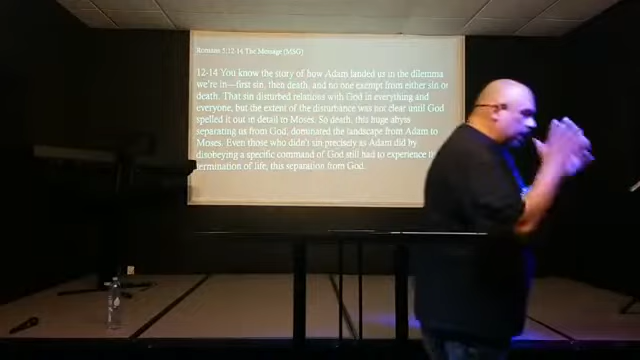 Romans 5:12-14 The Message (MSG)
12-14 You know the story of how Adam landed us in the dilemma
we're in—first sin, then death, and no one exempt from either sin or
death. That sin disturbed relations with God in everything and
everyone, but the extent of the disturbance was not clear until God
spelled it out in detail to Moses. So death, this huge abyss
separating us from God, dominated the landscape from Adam to
Moses. Even those who didn't sin precisely as Adam did by
disobeying a specific command of God still had to experience
termination of life, this separation from God.